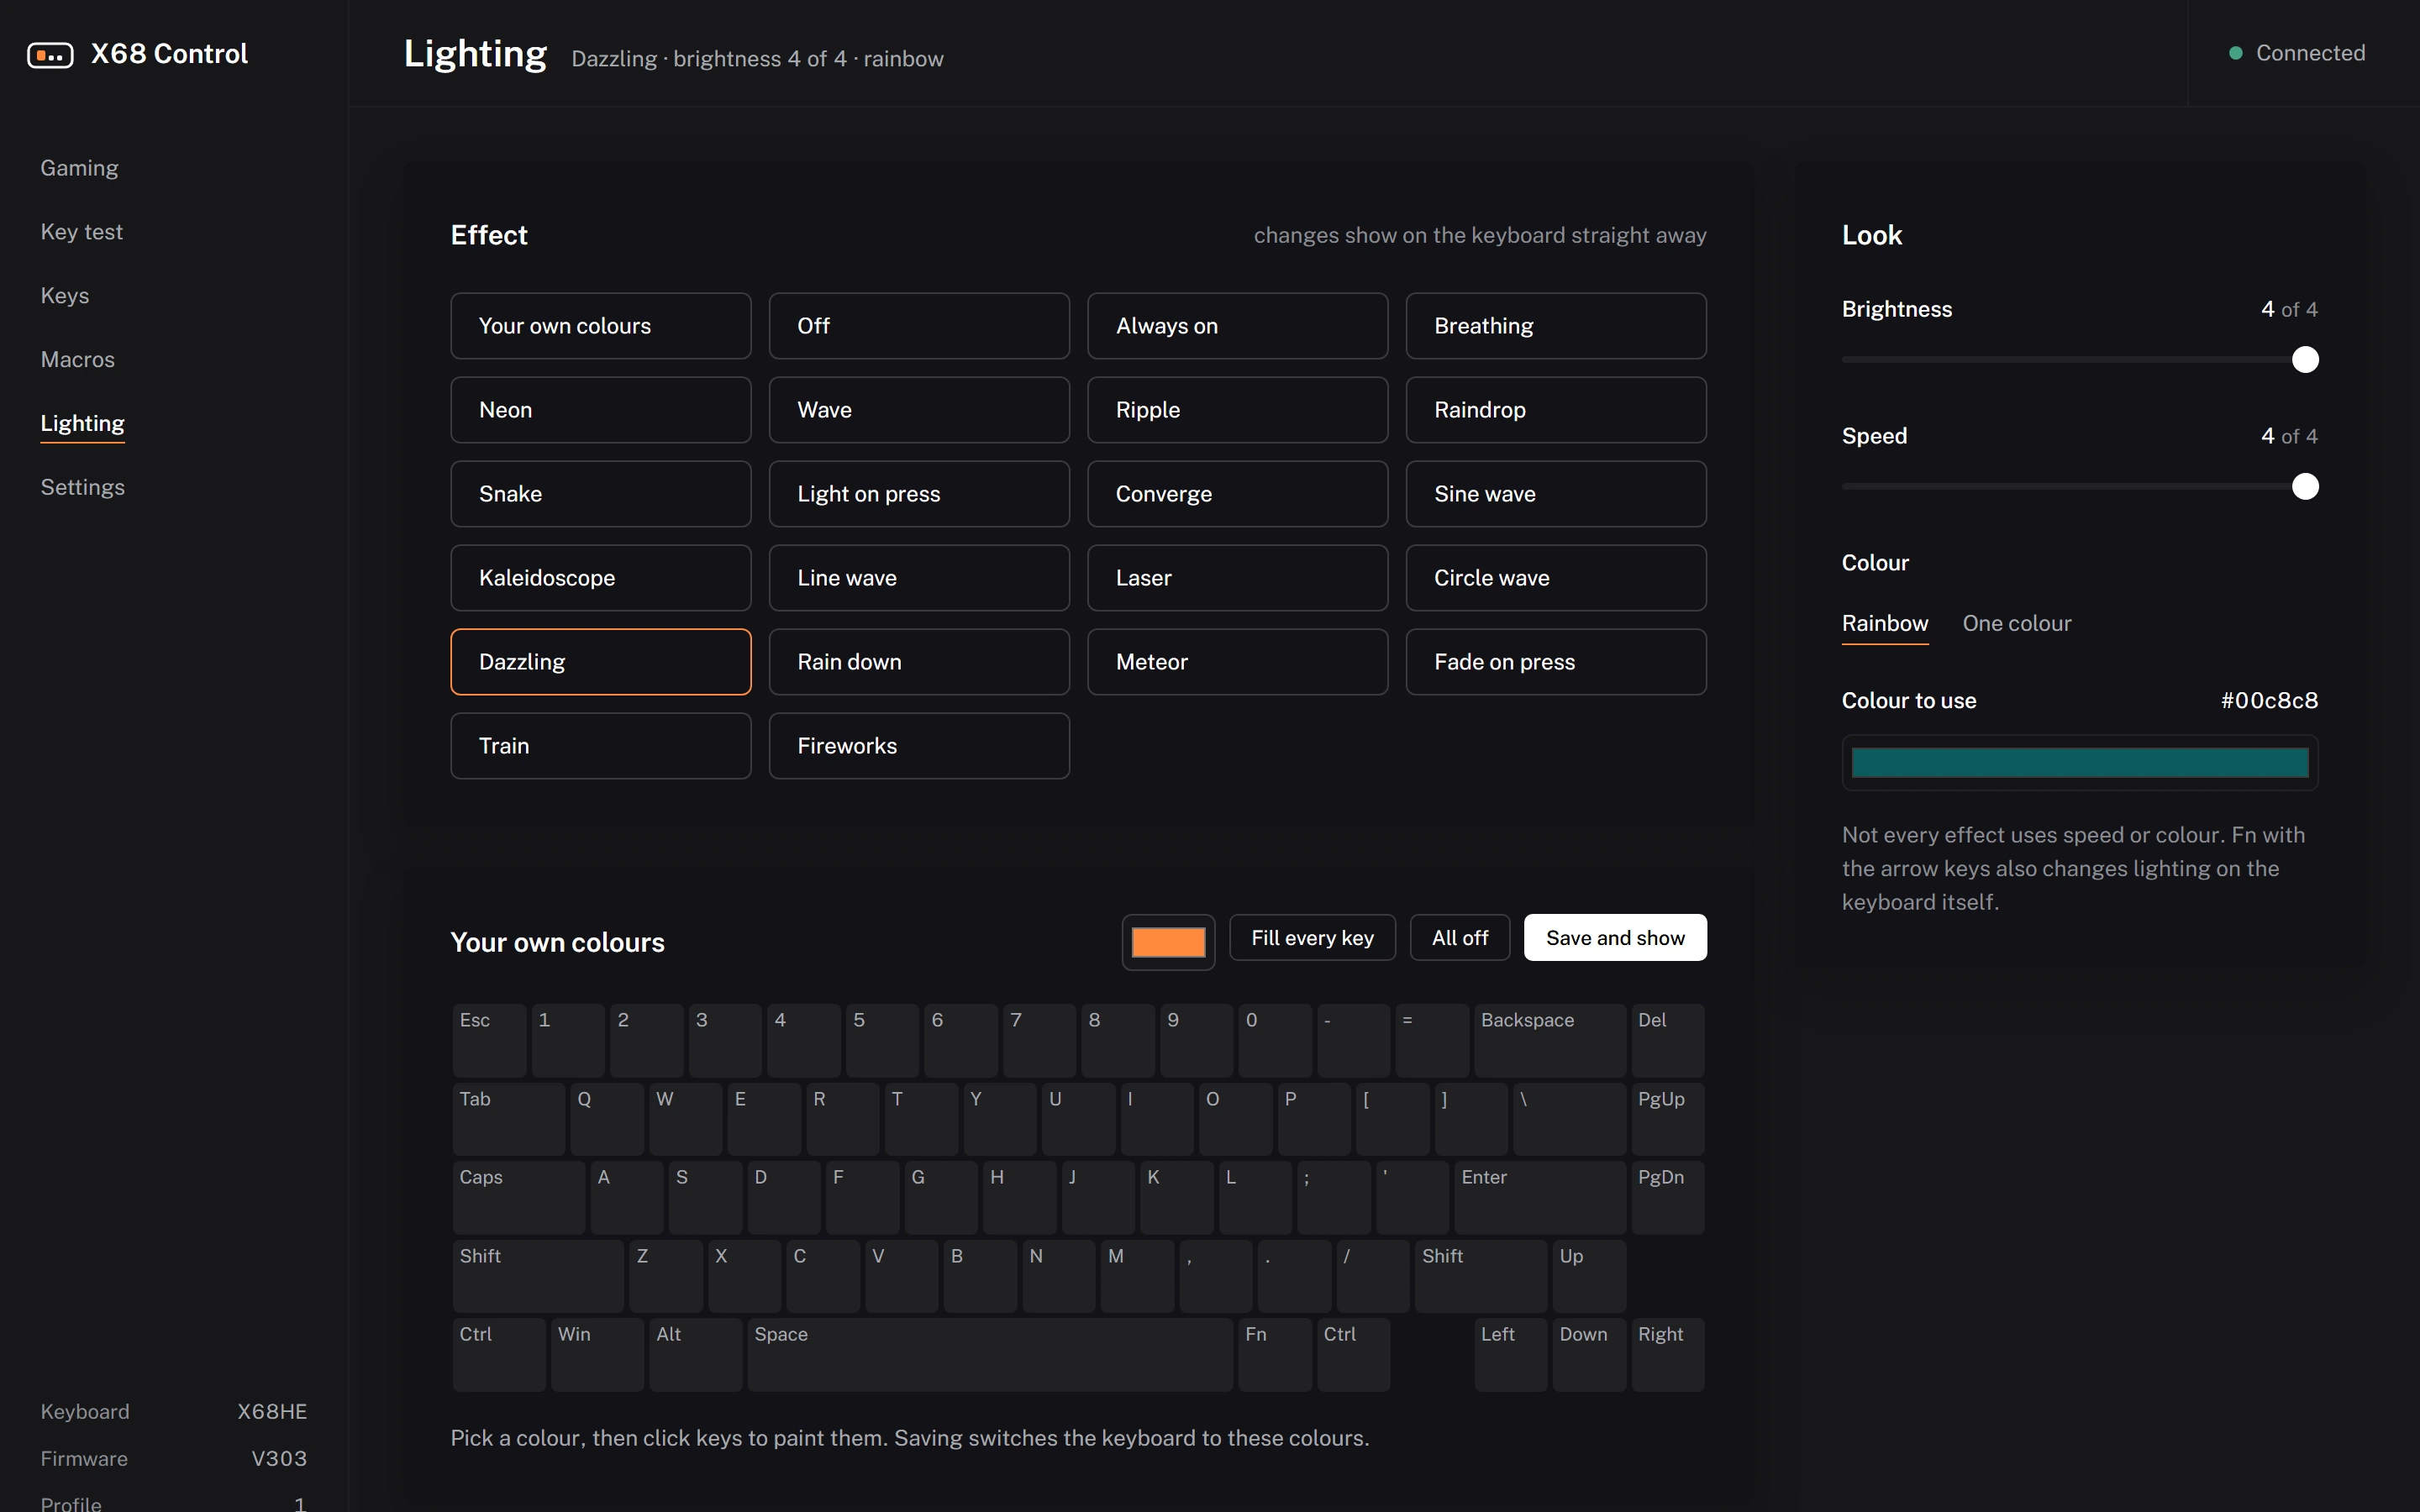 X68 Control
Gaming
Key test
Keys
Macros
Lighting
Settings
Keyboard X68HE
Firmware V303
Profile 1
Lighting Dazzling · brightness 4 of 4 · rainbow
Connected
Effect changes show on the keyboard straight away
Your own colours Off Always on Breathing
Neon Wave Ripple Raindrop
Snake Light on press Converge Sine wave
Kaleidoscope Line wave Laser Circle wave
Dazzling Rain down Meteor Fade on press
Train Fireworks
Your own colours Fill every key All off Save and show
Esc 1 2 3 4 5 6 7 8 9 0 - = Backspace Del
Tab Q W E R T Y U I O P [ ] \ PgUp
Caps A S D F G H J K L ; ' Enter PgDn
Shift Z X C V B N M , . / Shift Up
Ctrl Win Alt Space Fn Ctrl Left Down Right
Pick a colour, then click keys to paint them. Saving switches the keyboard to these colours.
Look
Brightness 4 of 4
Speed 4 of 4
Colour
Rainbow One colour
Colour to use #00c8c8
Not every effect uses speed or colour. Fn with
the arrow keys also changes lighting on the
keyboard itself.